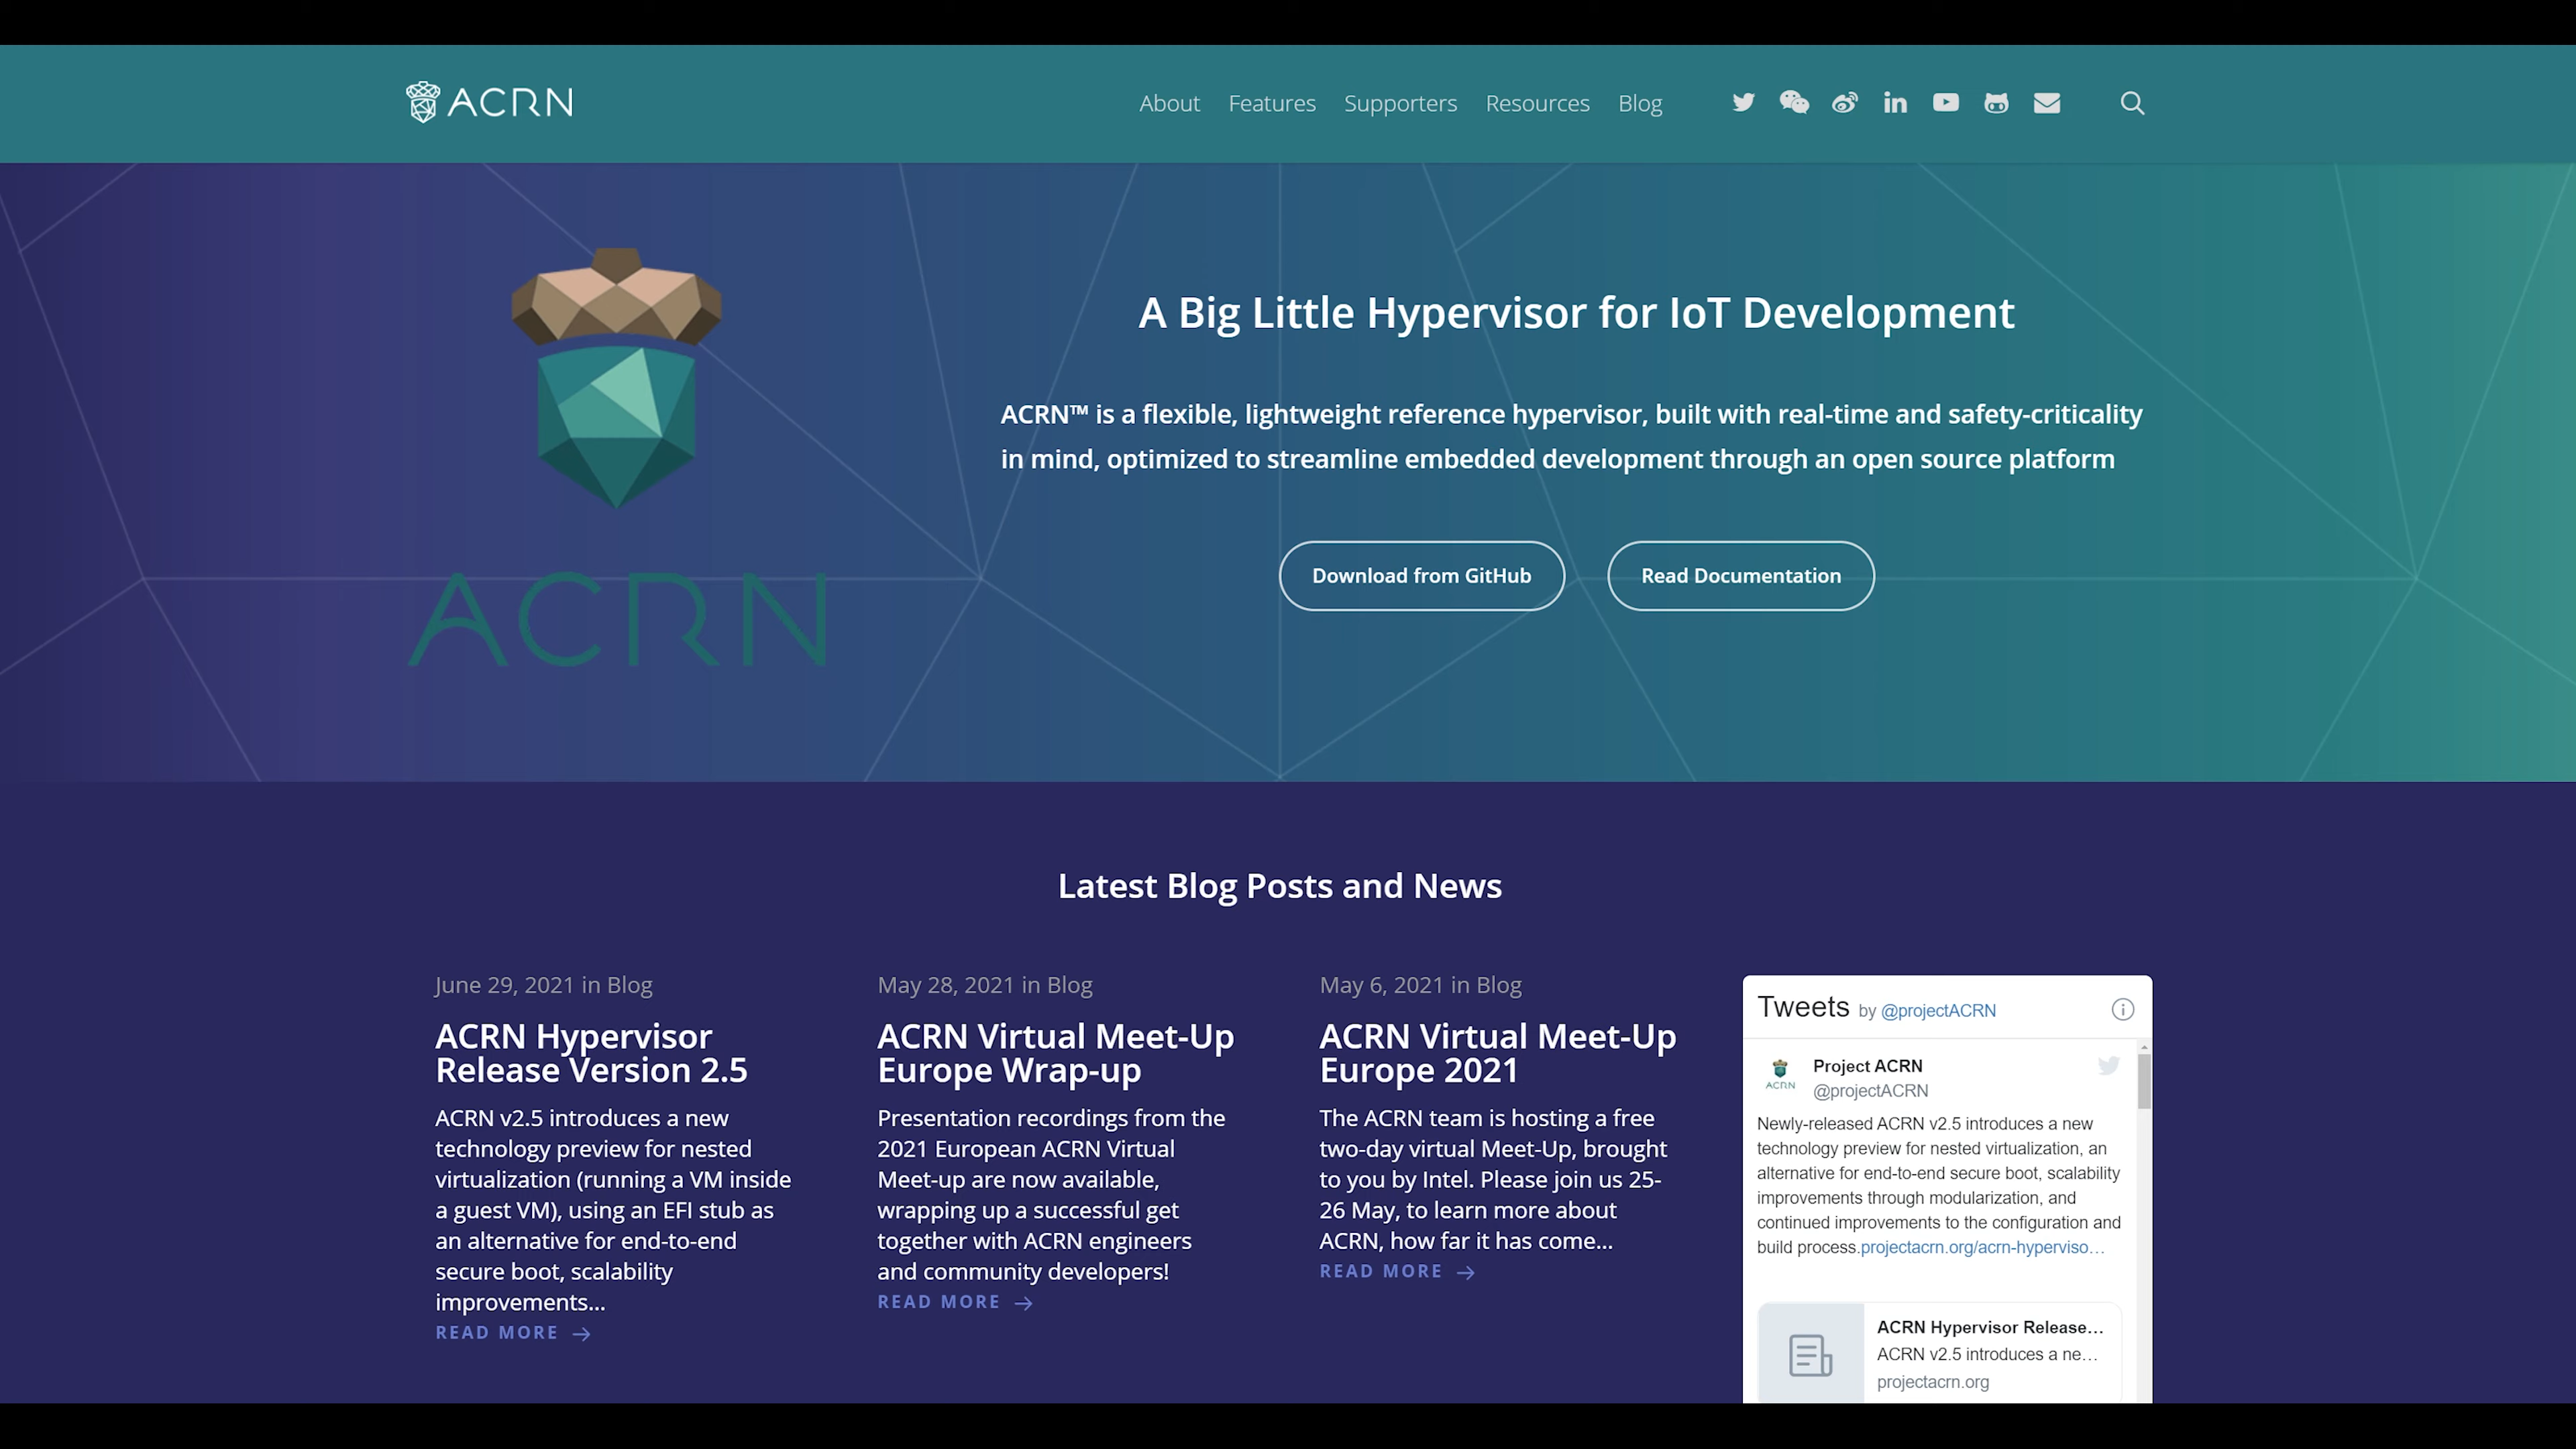 ACRN
About Features Supporters Resources Blog
A Big Little Hypervisor for IoT Development
ACRN™ is a flexible, lightweight reference hypervisor, built with real-time and safety-criticality
in mind, optimized to streamline embedded development through an open source platform
Download from GitHub Read Documentation
ACRN
Latest Blog Posts and News
June 29, 2021 in Blog
ACRN Hypervisor
Release Version 2.5
ACRN v2.5 introduces a new
technology preview for nested
virtualization (running a VM inside
a guest VM), using an EFI stub as
an alternative for end-to-end
secure boot, scalability
improvements...
READ MORE →
May 28, 2021 in Blog
ACRN Virtual Meet-Up
Europe Wrap-up
Presentation recordings from the
2021 European ACRN Virtual
Meet-up are now available,
wrapping up a successful get
together with ACRN engineers
and community developers!
READ MORE →
May 6, 2021 in Blog
ACRN Virtual Meet-Up
Europe 2021
The ACRN team is hosting a free
two-day virtual Meet-Up, brought
to you by Intel. Please join us 25-
26 May, to learn more about
ACRN, how far it has come...
READ MORE →
Tweets by @projectACRN
Project ACRN
ACRN
@projectACRN
Newly-released ACRN v2.5 introduces a new
technology preview for nested virtualization, an
alternative for end-to-end secure boot, scalability
improvements through modularization, and
continued improvements to the configuration and
build process.projectacrn.org/acrn-hyperviso…
ACRN Hypervisor Release…
ACRN v2.5 introduces a ne…
projectacrn.org